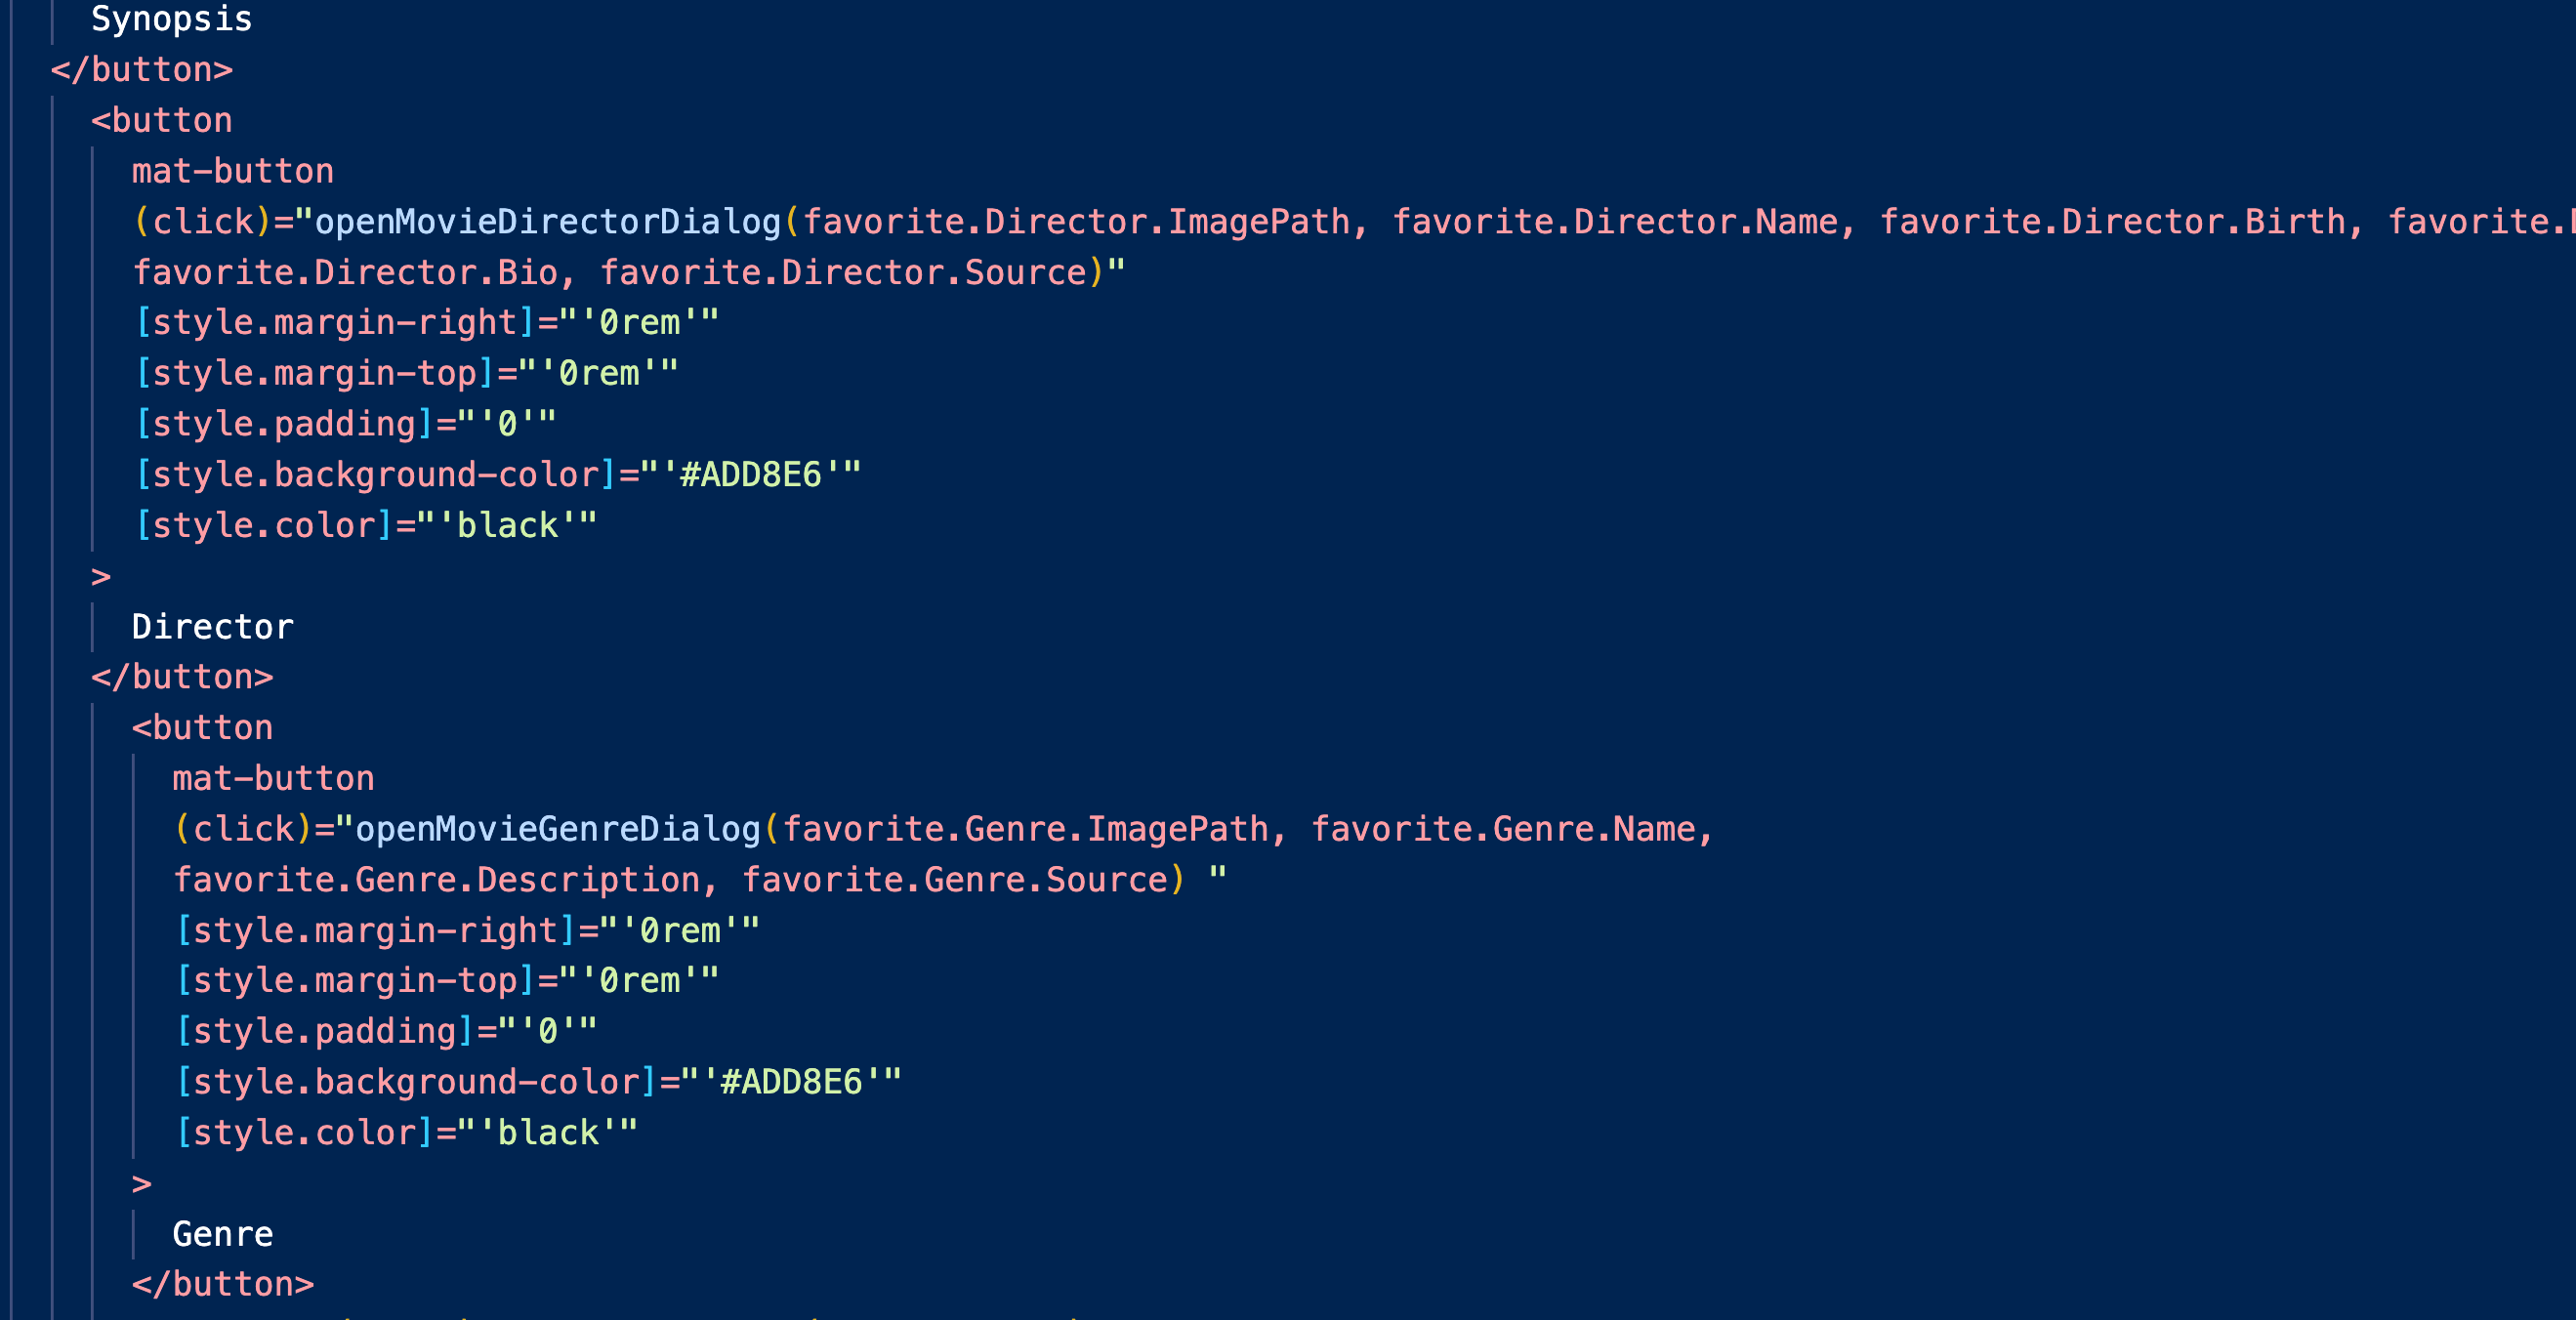 Synopsis
</button>
<button
mat-button
(click)="openMovieDirectorDialog(favorite.Director.ImagePath, favorite.Director.Name, favorite.Director.Birth, favorite.
favorite.Director.Bio, favorite.Director.Source)"
[style.margin-right]="'0rem'"
[style.margin-top]="'0rem'"
[style.padding]="'0'"
[style.background-color]="'#ADD8E6'"
[style.color]="'black'"
>
Director
</button>
<button
mat-button
(click)="openMovieGenreDialog(favorite.Genre.ImagePath, favorite.Genre.Name,
favorite.Genre.Description, favorite.Genre.Source) "
[style.margin-right]="'0rem'"
[style.margin-top]="'0rem'"
[style.padding]="'0'"
[style.background-color]="'#ADD8E6'"
[style.color]="'black'"
>
Genre
</button>